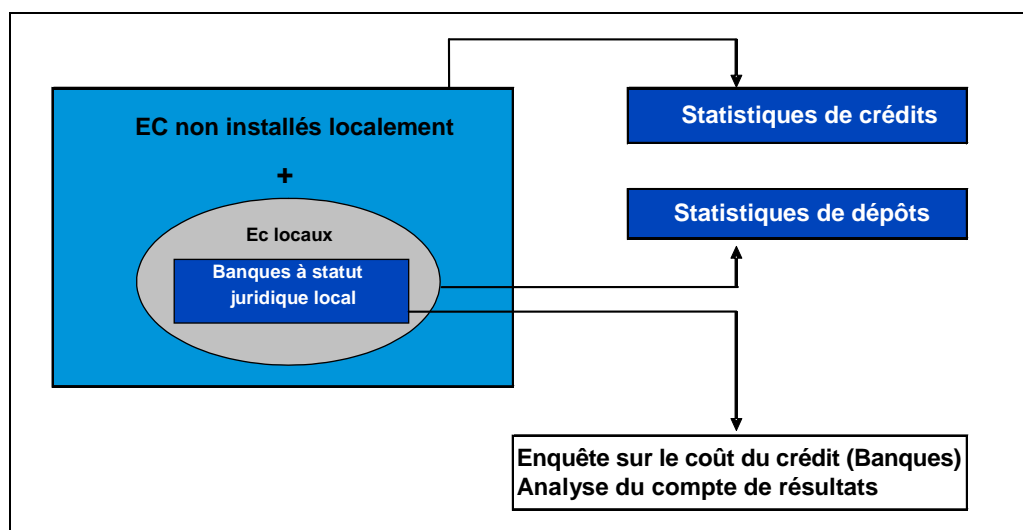 EC non installés localement
+
Ec locaux
Banques à statut
juridique local
Statistiques de crédits
Statistiques de dépôts
Enquête sur le coût du crédit (Banques)
Analyse du compte de résultats